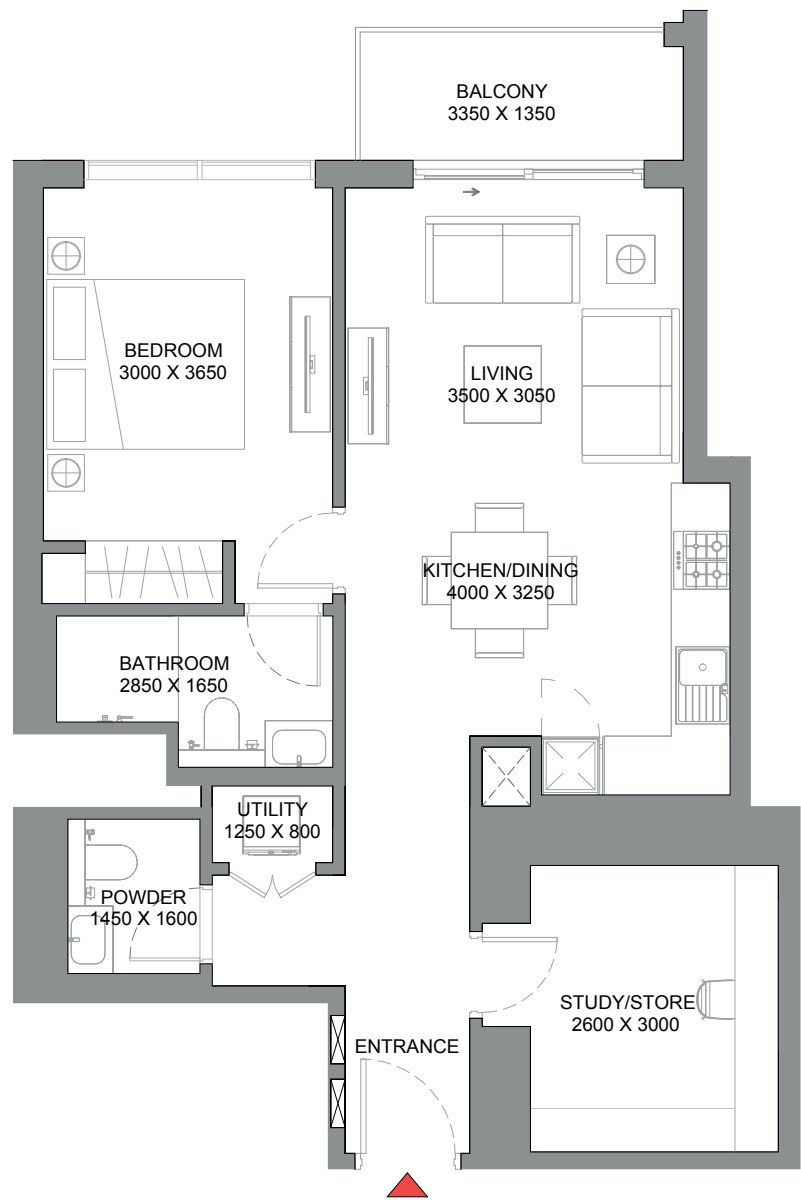 BALCONY
3350 X 1350
BEDROOM
3000 X 3650
LIVING
3500 X 3050
KITCHEN/DINING
4000 X 3250
BATHROOM
2850 X 1650
UTILITY
1250 X 800
POWDER
1450 X 1600
STUDY/STORE
2600 X 3000
ENTRANCE